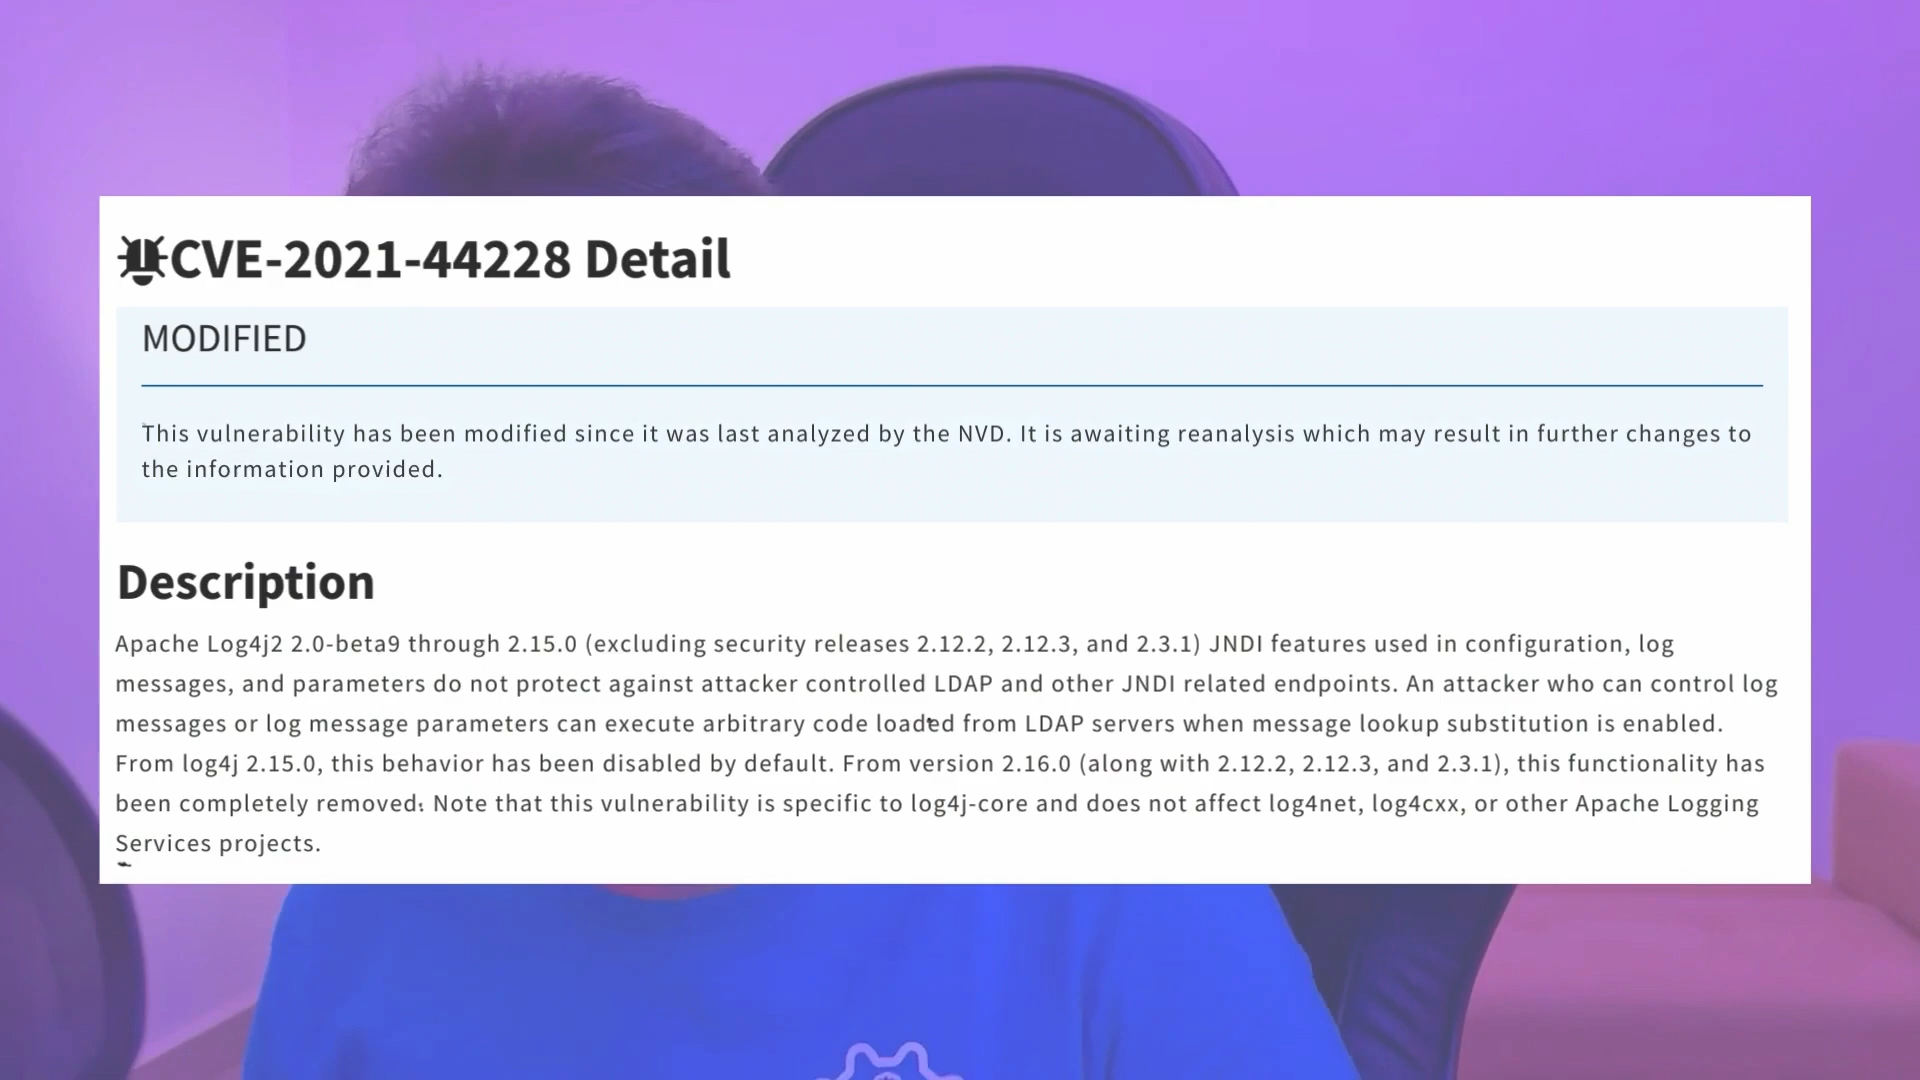 CVE-2021-44228 Detail
MODIFIED
This vulnerability has been modified since it was last analyzed by the NVD. It is awaiting reanalysis which may result in further changes to
the information provided.
Description
Apache Log4j2 2.0-beta9 through 2.15.0 (excluding security releases 2.12.2, 2.12.3, and 2.3.1) JNDI features used in configuration, log
messages, and parameters do not protect against attacker controlled LDAP and other JNDI related endpoints. An attacker who can control log
messages or log message parameters can execute arbitrary code loaded from LDAP servers when message lookup substitution is enabled.
From log4j 2.15.0, this behavior has been disabled by default. From version 2.16.0 (along with 2.12.2, 2.12.3, and 2.3.1), this functionality has
been completely removed. Note that this vulnerability is specific to log4j-core and does not affect log4net, log4cxx, or other Apache Logging
Services projects.